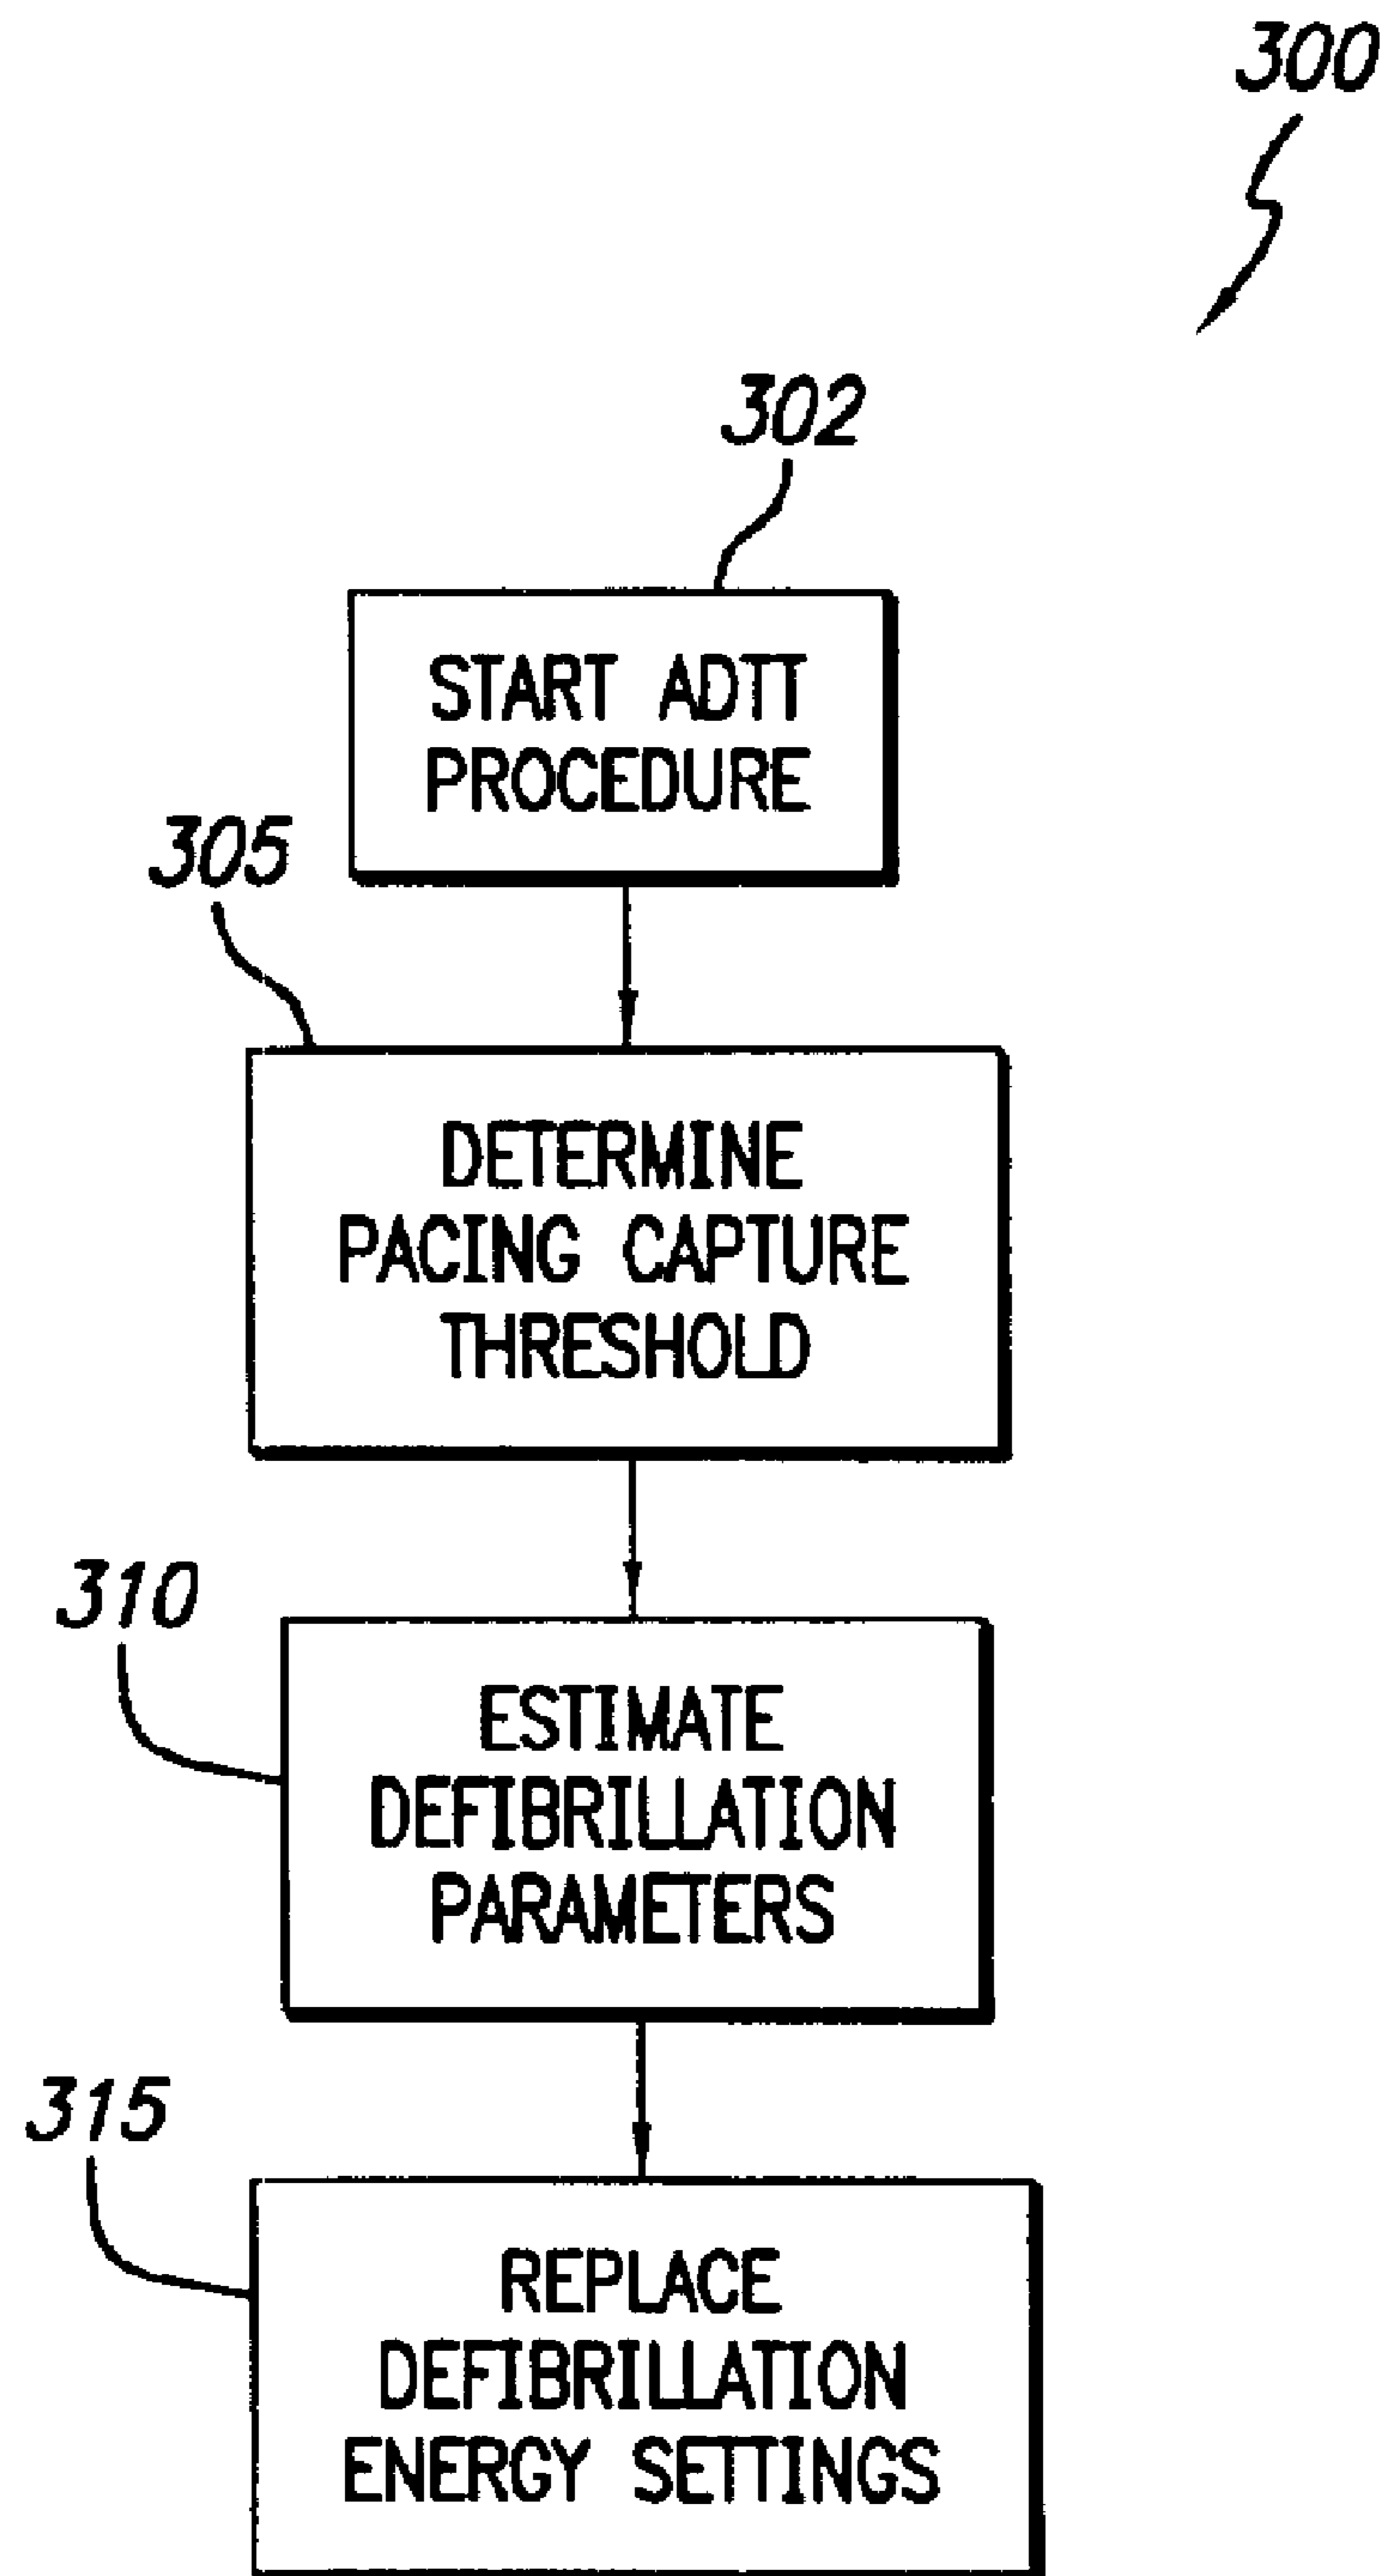 300
302
START ADTT
PROCEDURE
305
DETERMINE
PACING CAPTURE
THRESHOLD
310
ESTIMATE
DEFIBRILLATION
PARAMETERS
315
REPLACE
DEFIBRILLATION
ENERGY SETTINGS